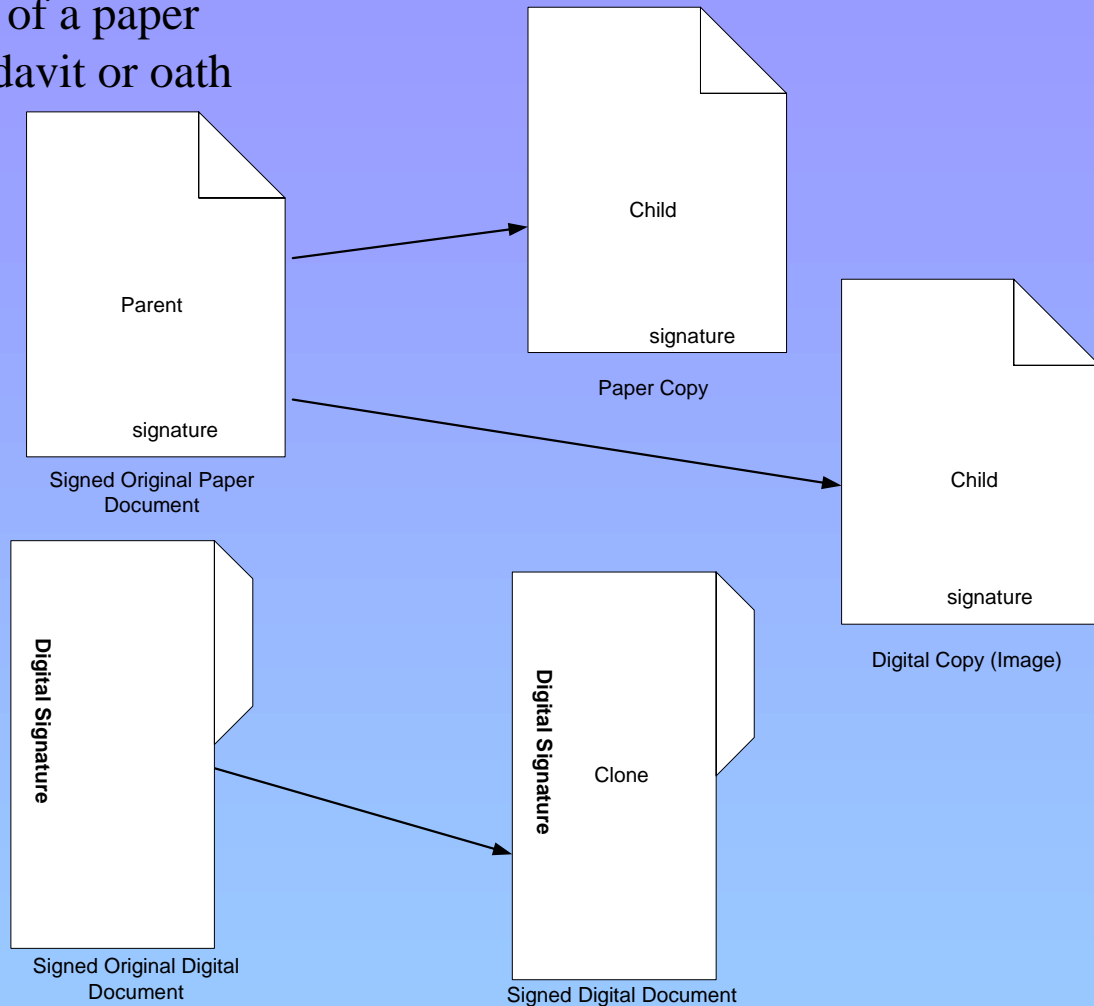 of a paper
or oath
Child
Parent
signature
Paper Copy
signature
Signed Original Paper
Document
Child
signature
Digital Copy (Image)
Digital Signature
Digital Signature
Clone
Signed Original Digital
Document
Signed Digital Document